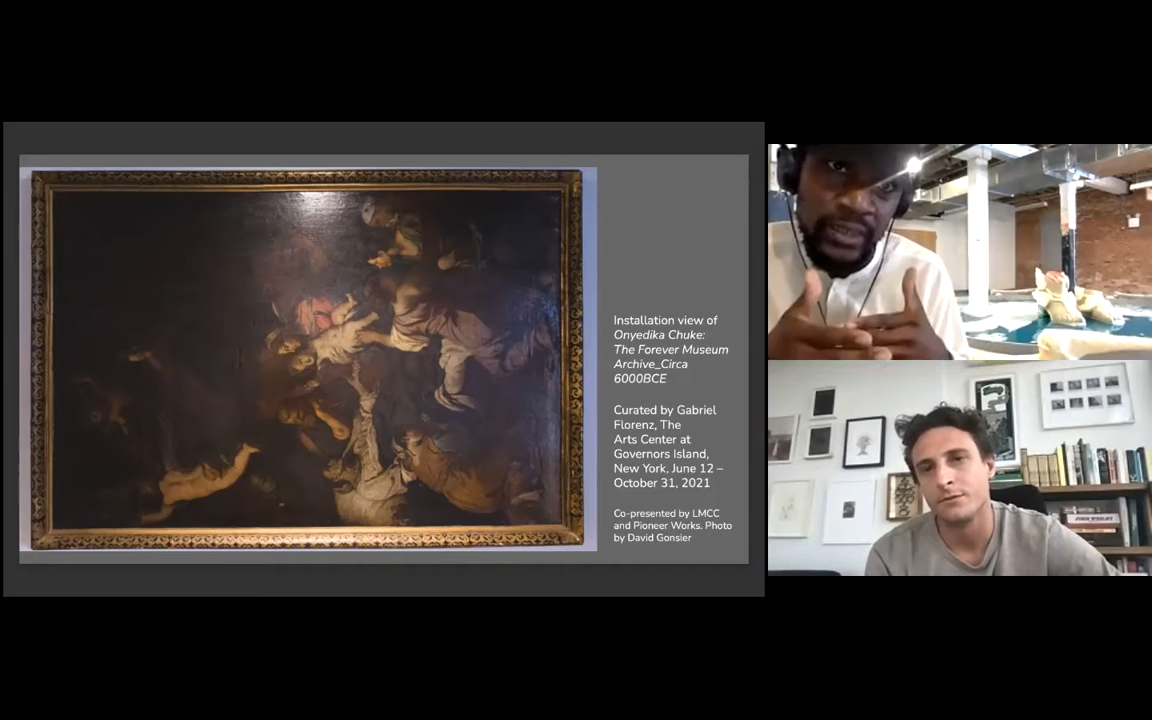 Installation view of
Onyedika Chuke:
The Forever Museum
Archive_Circa
6000BCE
Curated by Gabriel
Florenz, The
Arts Center at
Governors Island,
New York, June 12 –
October 31, 2021
Co-presented by LMCC
and Pioneer Works. Photo
by David Gonsier
JOHN WESLEY